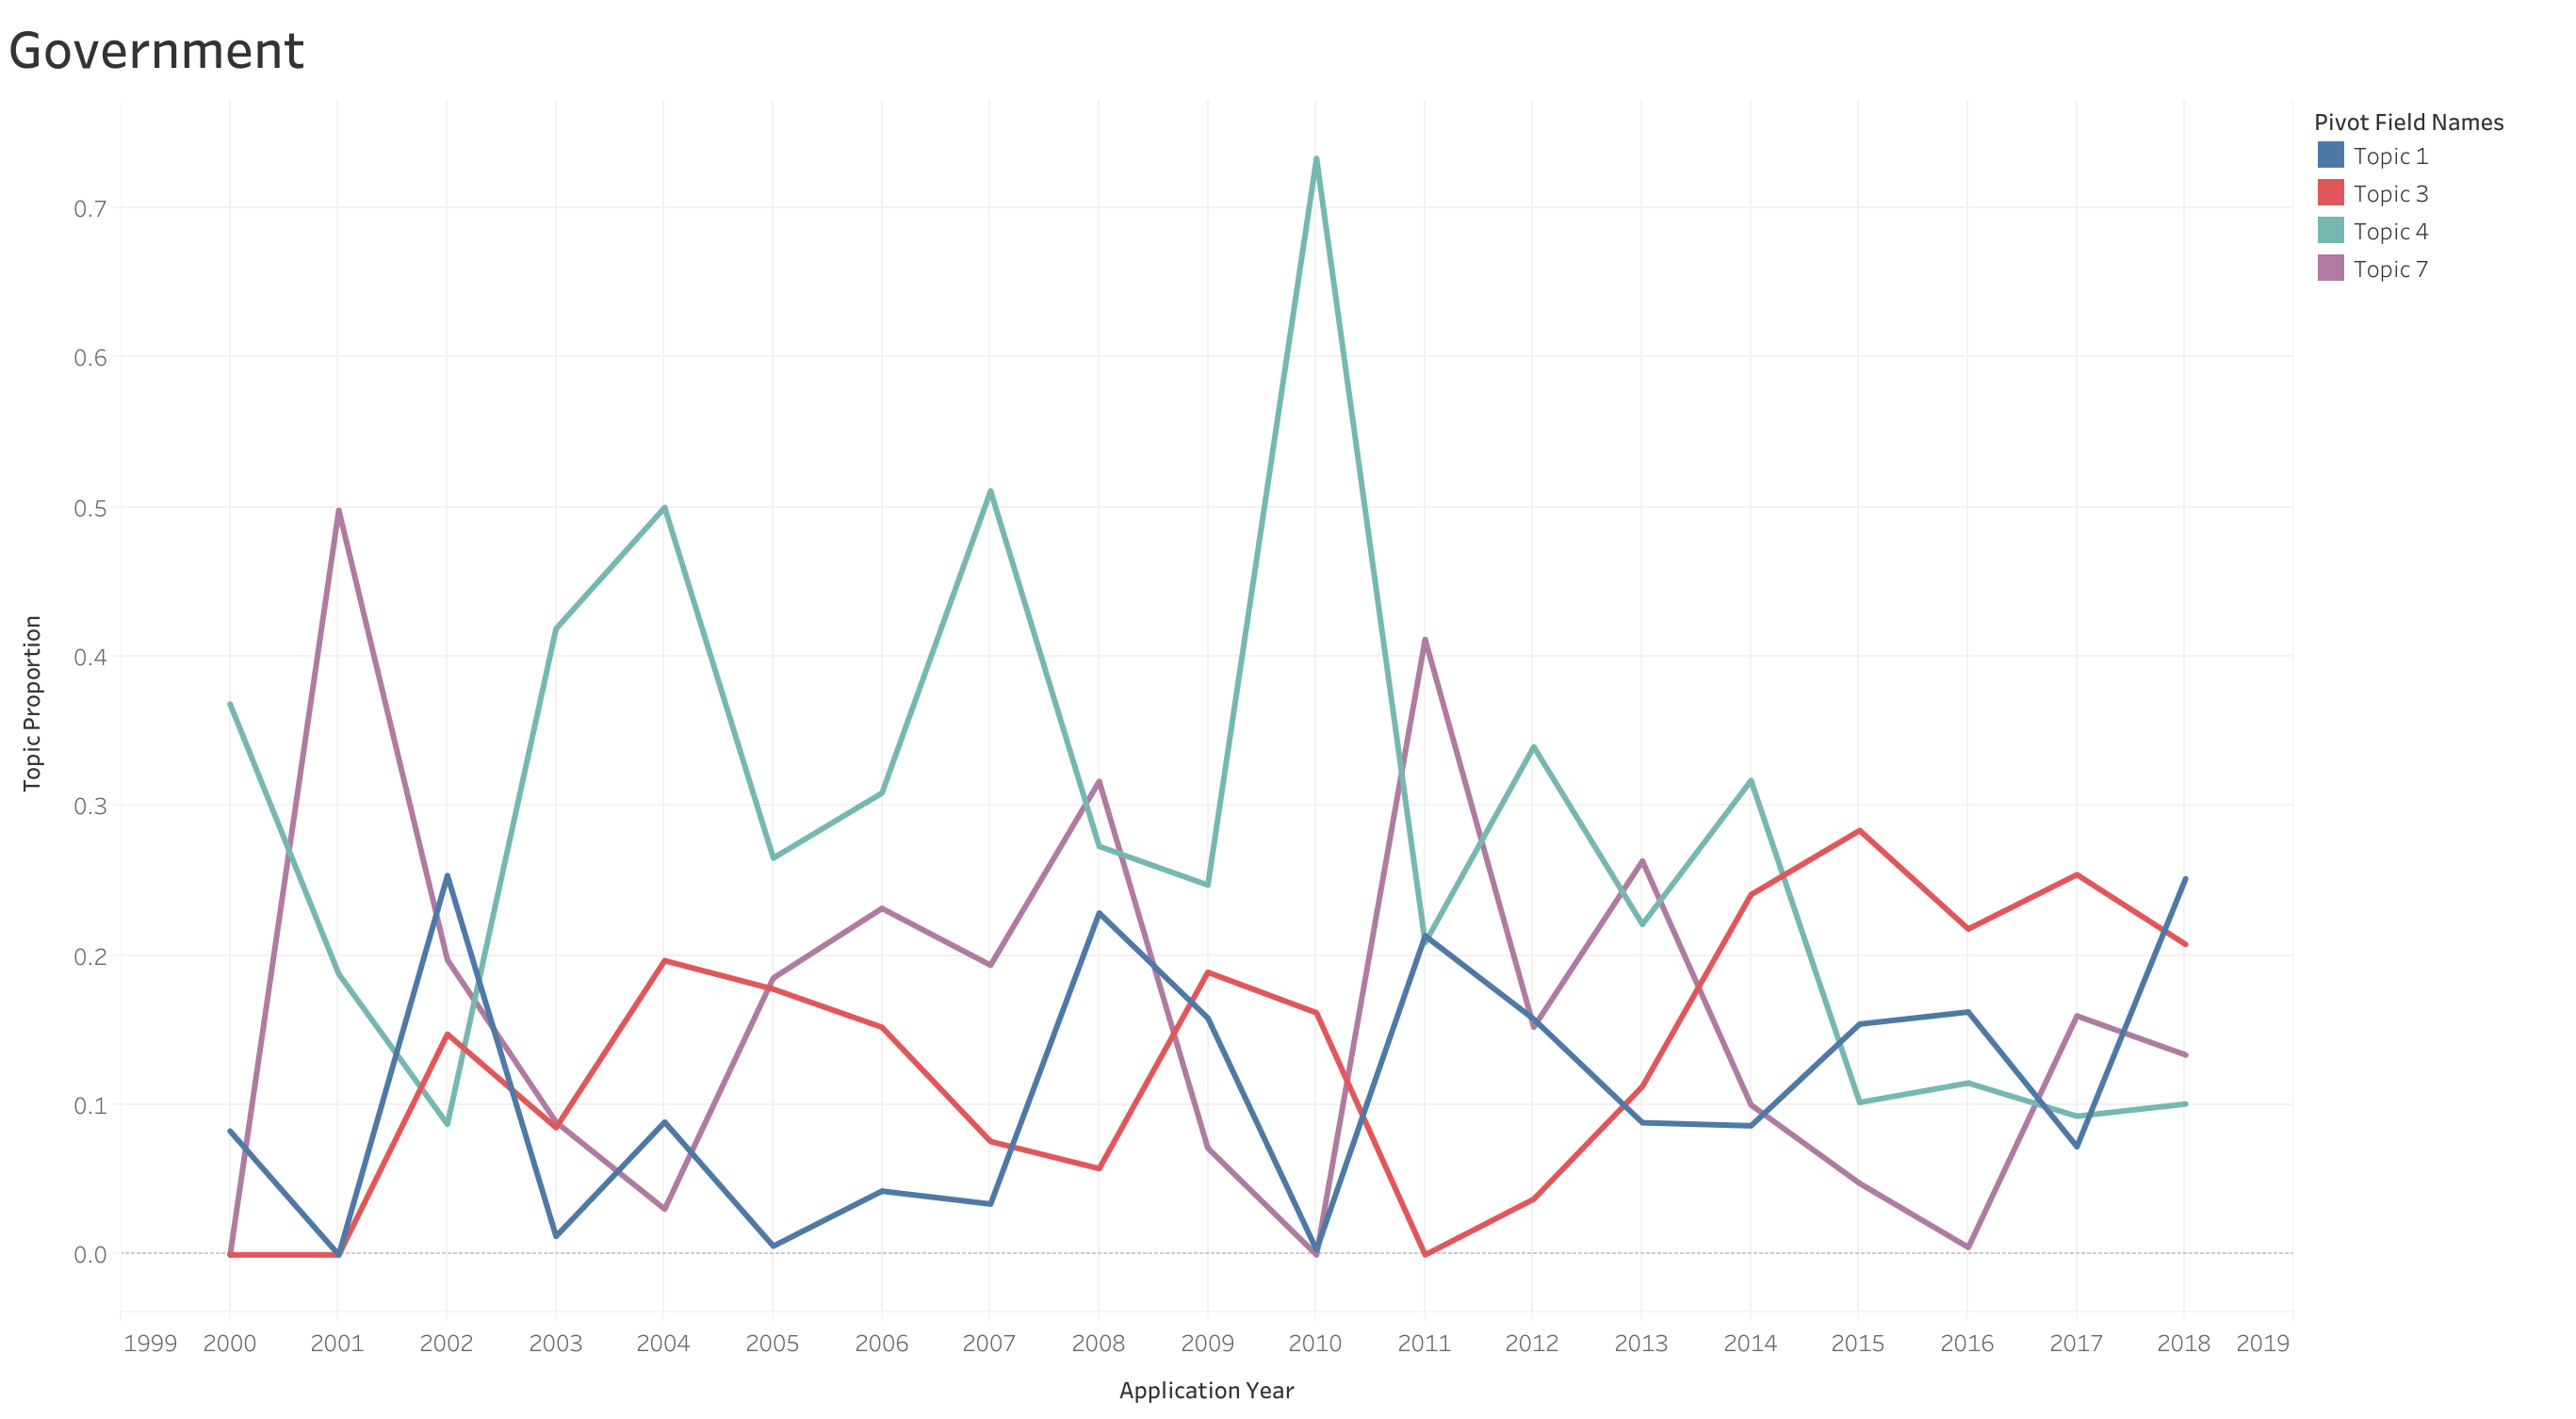 Government
Pivot Field Names
Topic 1
Topic 3
Topic 4
Topic 7
Topic Proportion
0.7
0.6
0.5
0.4
0.3
0.2
0.1
0.0
1999 2000 2001 2002 2003 2004 2005 2006 2007 2008 2009 2010 2011 2012 2013 2014 2015 2016 2017 2018 2019
Application Year